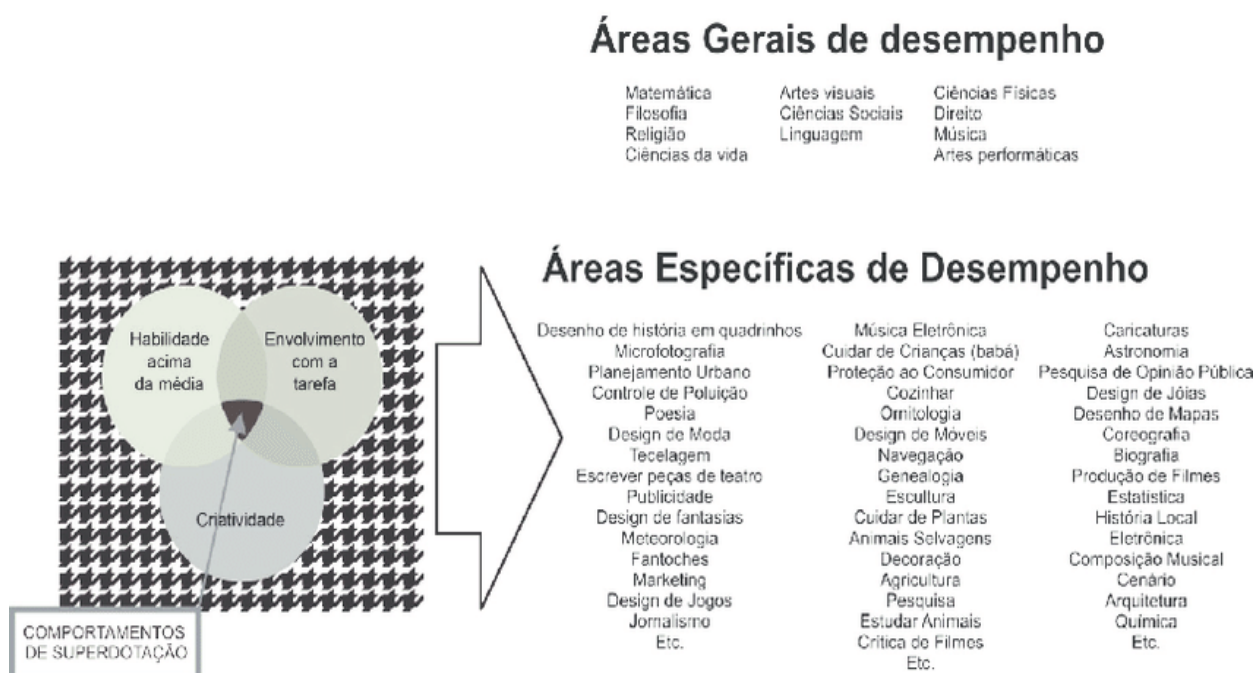 Áreas Gerais de desempenho
Matemática
Filosofia
Religião
Ciências da vida
Artes visuais
Ciências Sociais
Linguagem
Ciências Físicas
Direito
Música
Artes performáticas
Habilidade
acima
da média
Envolvimento
com a
tarefa
Criatividade
COMPORTAMENTOS
DE SUPERDOTAÇÃO
Áreas Específicas de Desempenho
Desenho de história em quadrinhos
Microfotografia
Planejamento Urbano
Controle de Poluição
Poesia
Design de Moda
Tecelagem
Escrever peças de teatro
Publicidade
Design de fantasias
Meteorologia
Fantoches
Marketing
Design de Jogos
Jornalismo
Etc.
Música Eletrônica
Cuidar de Crianças (babá)
Proteção ao Consumidor
Cozinhar
Ornitologia
Design de Móveis
Navegação
Genealogia
Escultura
Cuidar de Plantas
Animais Selvagens
Decoração
Agricultura
Pesquisa
Estudar Animais
Crítica de Filmes
Etc.
Caricaturas
Astronomia
Pesquisa de Opinião Pública
Design de Jóias
Desenho de Mapas
Coreografia
Biografia
Produção de Filmes
Estatística
História Local
Eletrônica
Composição Musical
Cenário
Arquitetura
Química
Etc.